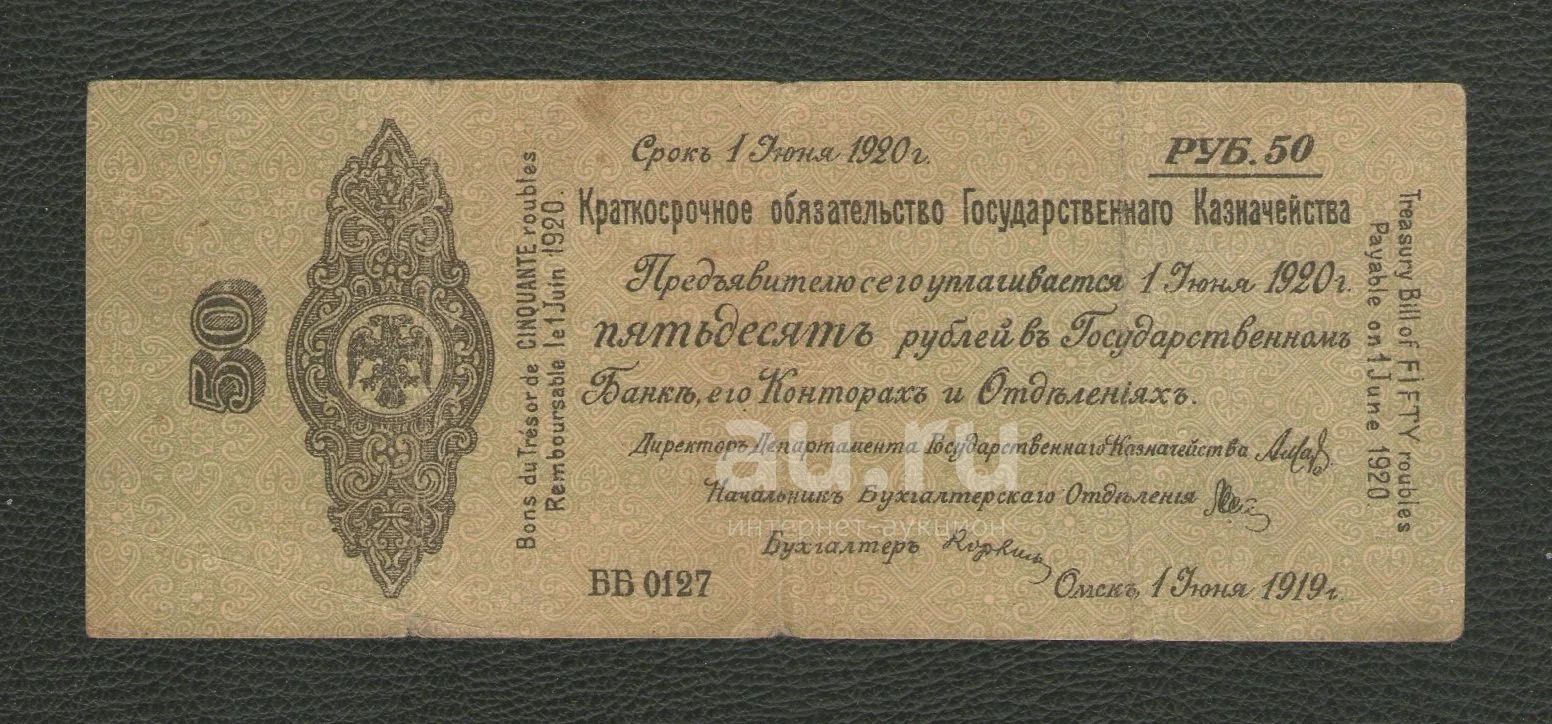 50
Bons du Trésor de CINQUANTE roubles
Remboursable le 1 Juin 1920.
Срокъ 1 Июня 1920 г.
РУБ. 50
Краткосрочное обязательство Государственнаго Казначейства
Предъявителю сего уплачивается 1 Июня 1920 г.
пятьдесятъ рублей въ Государственномъ
Банкѣ, его Конторахъ и Отдѣленіяхъ.
Директоръ Департамента Государственнаго Казначейства
Начальникъ Бухгалтерскаго Отдѣленія
Бухгалтеръ
ББ 0127
Омскъ, 1 Июня 1919 г.
Treasury Bill of FIFTY roubles
Payable on 1 June 1920
au.ru
интернет-аукцион